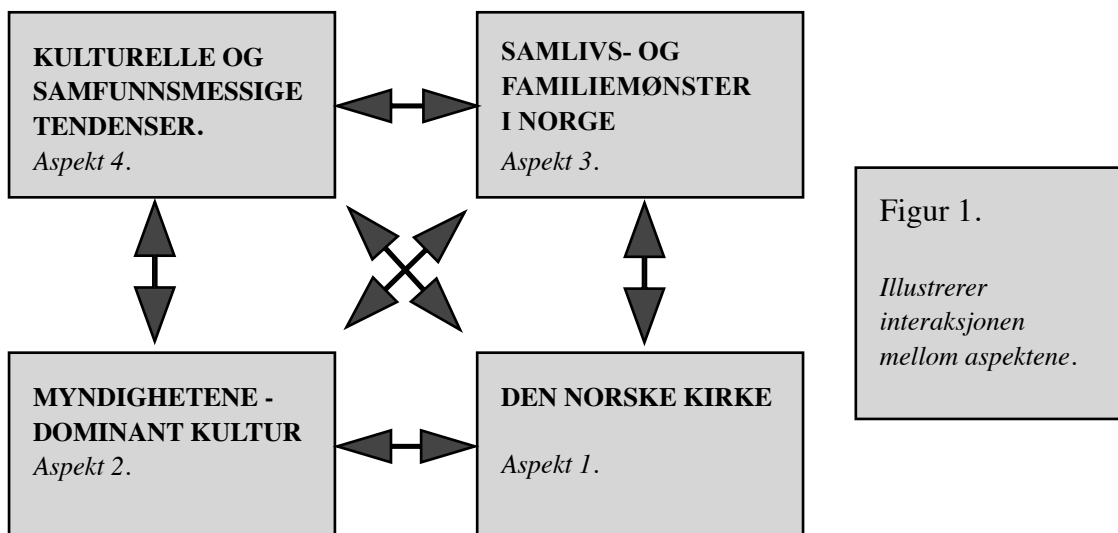 KULTURELLE OG
SAMFUNNSMESSIGE
TENDENSER.
Aspekt 4.
SAMLIVS- OG
FAMILIEMØNSTER
I NORGE
Aspekt 3.
MYNDIGHETENE -
DOMINANT KULTUR
Aspekt 2.
DEN NORSKE KIRKE
Aspekt 1.
Figur 1.
Illustrerer
interaksjonen
mellom aspektene.